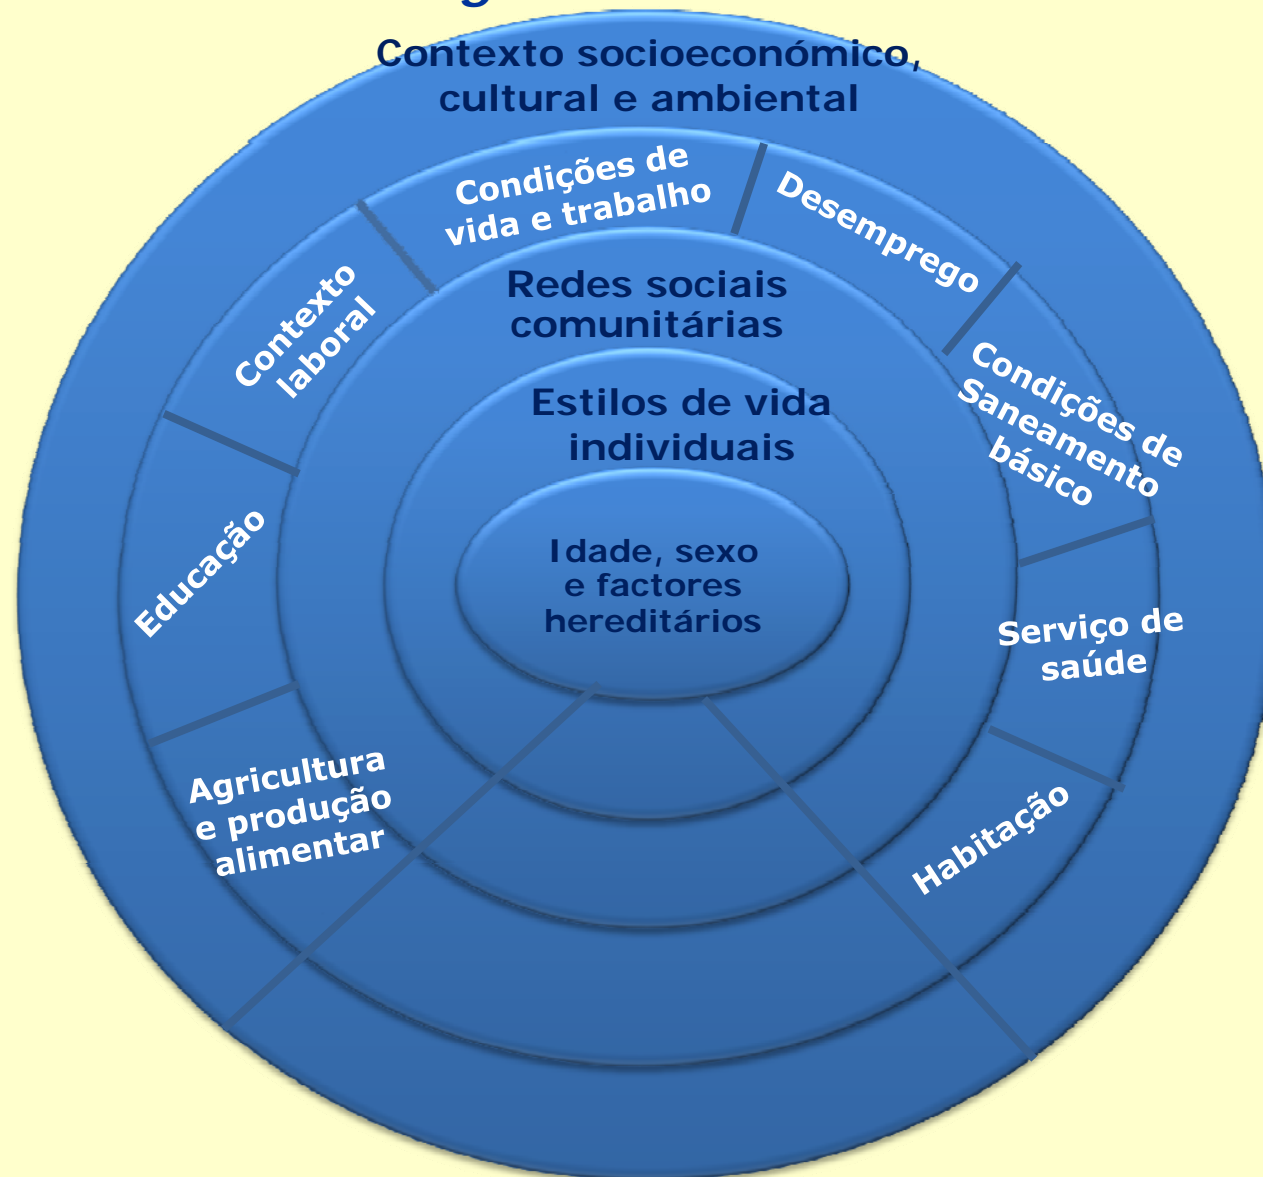 Contexto socioeconómico,
cultural e ambiental
Condições de
vida e trabalho
Desemprego
Contexto
laboral
Redes sociais
comunitárias
Condições de
Saneamento
básico
Estilos de vida
individuais
Educação
Idade, sexo
e factores
hereditários
Serviço de
saúde
Agricultura
e produção
alimentar
Habitação